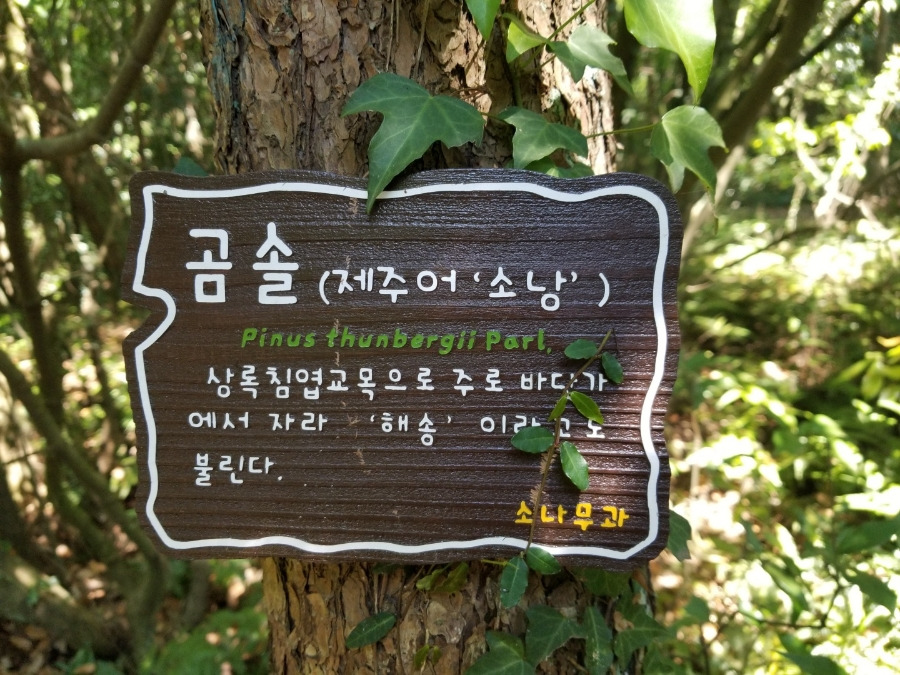 곰솔 (제주어 '소낭')
Pinus thunbergii Parl.
상록침엽교목으로 주로 바다가
에서 자라 '해송' 이라고도
불린다.
소나무과